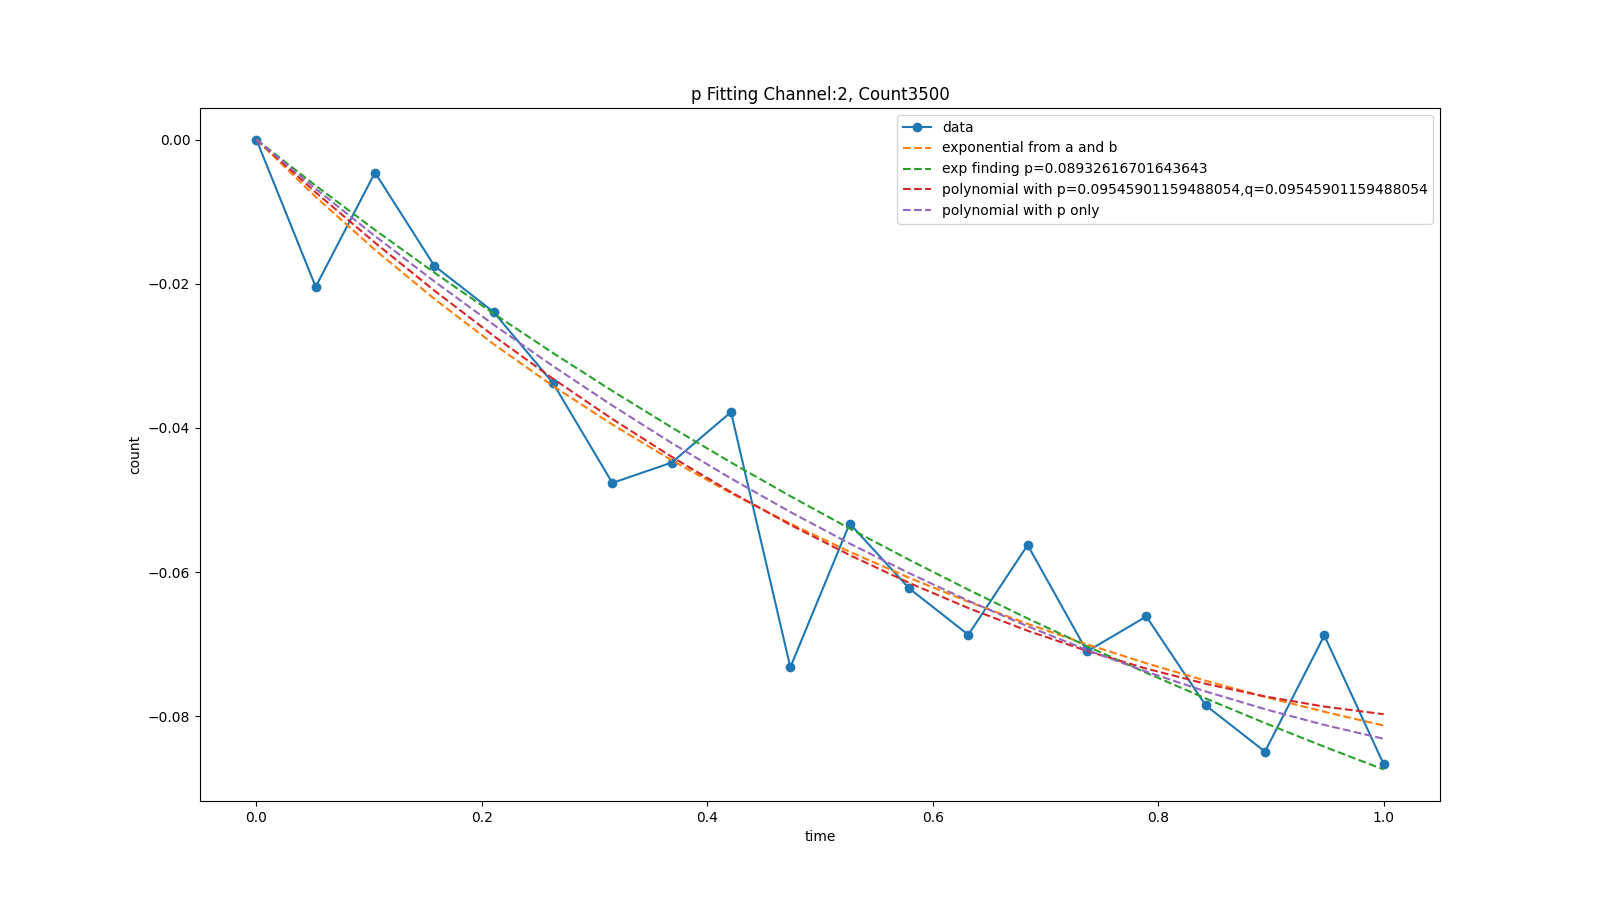 p Fitting Channel:2, Count3500
data
exponential from a and b
exp finding p=0.08932616701643643
polynomial with p=0.09545901159488054,q=0.09545901159488054
polynomial with p only
0.00
−0.02
−0.04
−0.06
−0.08
count
0.0 0.2 0.4 0.6 0.8 1.0
time